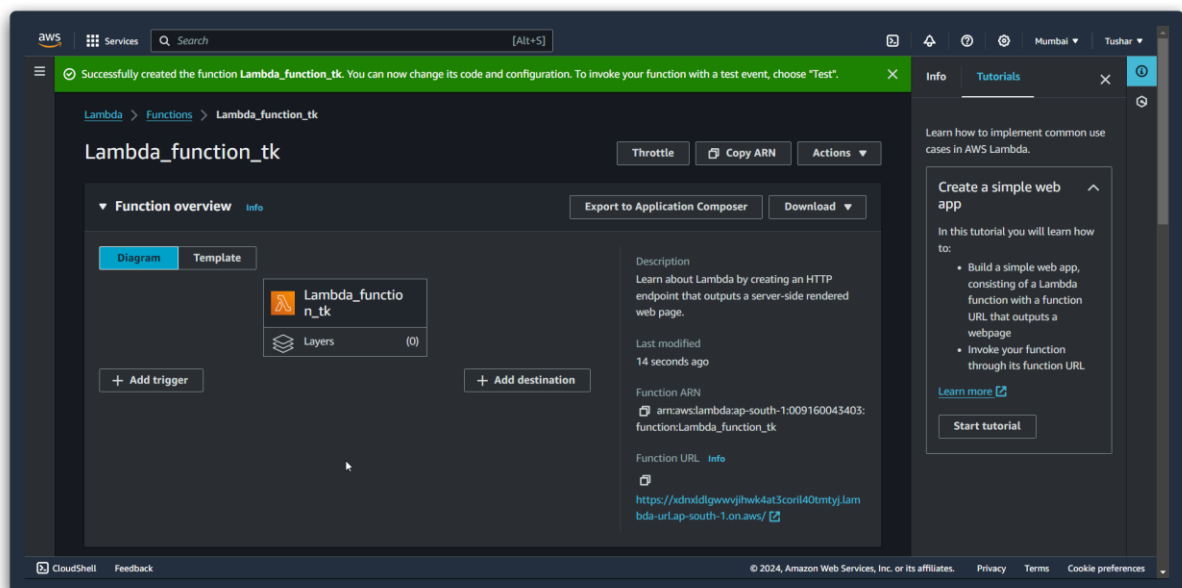 aws
Services
Search
[Alt+S]
Mumbai
Tushar
Successfully created the function Lambda_function_tk. You can now change its code and configuration. To invoke your function with a test event, choose "Test".
Lambda > Functions > Lambda_function_tk
Lambda_function_tk
Throttle
Copy ARN
Actions
Function overview Info
Export to Application Composer
Download
Diagram
Template
Lambda_functio
n_tk
Layers
(0)
+ Add trigger
+ Add destination
Description
Learn about Lambda by creating an HTTP
endpoint that outputs a server-side rendered
web page.
Last modified
14 seconds ago
Function ARN
arn:aws:lambda:ap-south-1:009160043403:
function:Lambda_function_tk
Function URL Info
https://xdnxldlgwwvjihwk4at3coril40tmtyj.lam
bda-url.ap-south-1.on.aws/
Info
Tutorials
Learn how to implement common use
cases in AWS Lambda.
Create a simple web
app
In this tutorial you will learn how
to:
• Build a simple web app,
consisting of a Lambda
function with a function
URL that outputs a
webpage
• Invoke your function
through its function URL
Learn more
Start tutorial
CloudShell
Feedback
© 2024, Amazon Web Services, Inc. or its affiliates.
Privacy
Terms
Cookie preferences